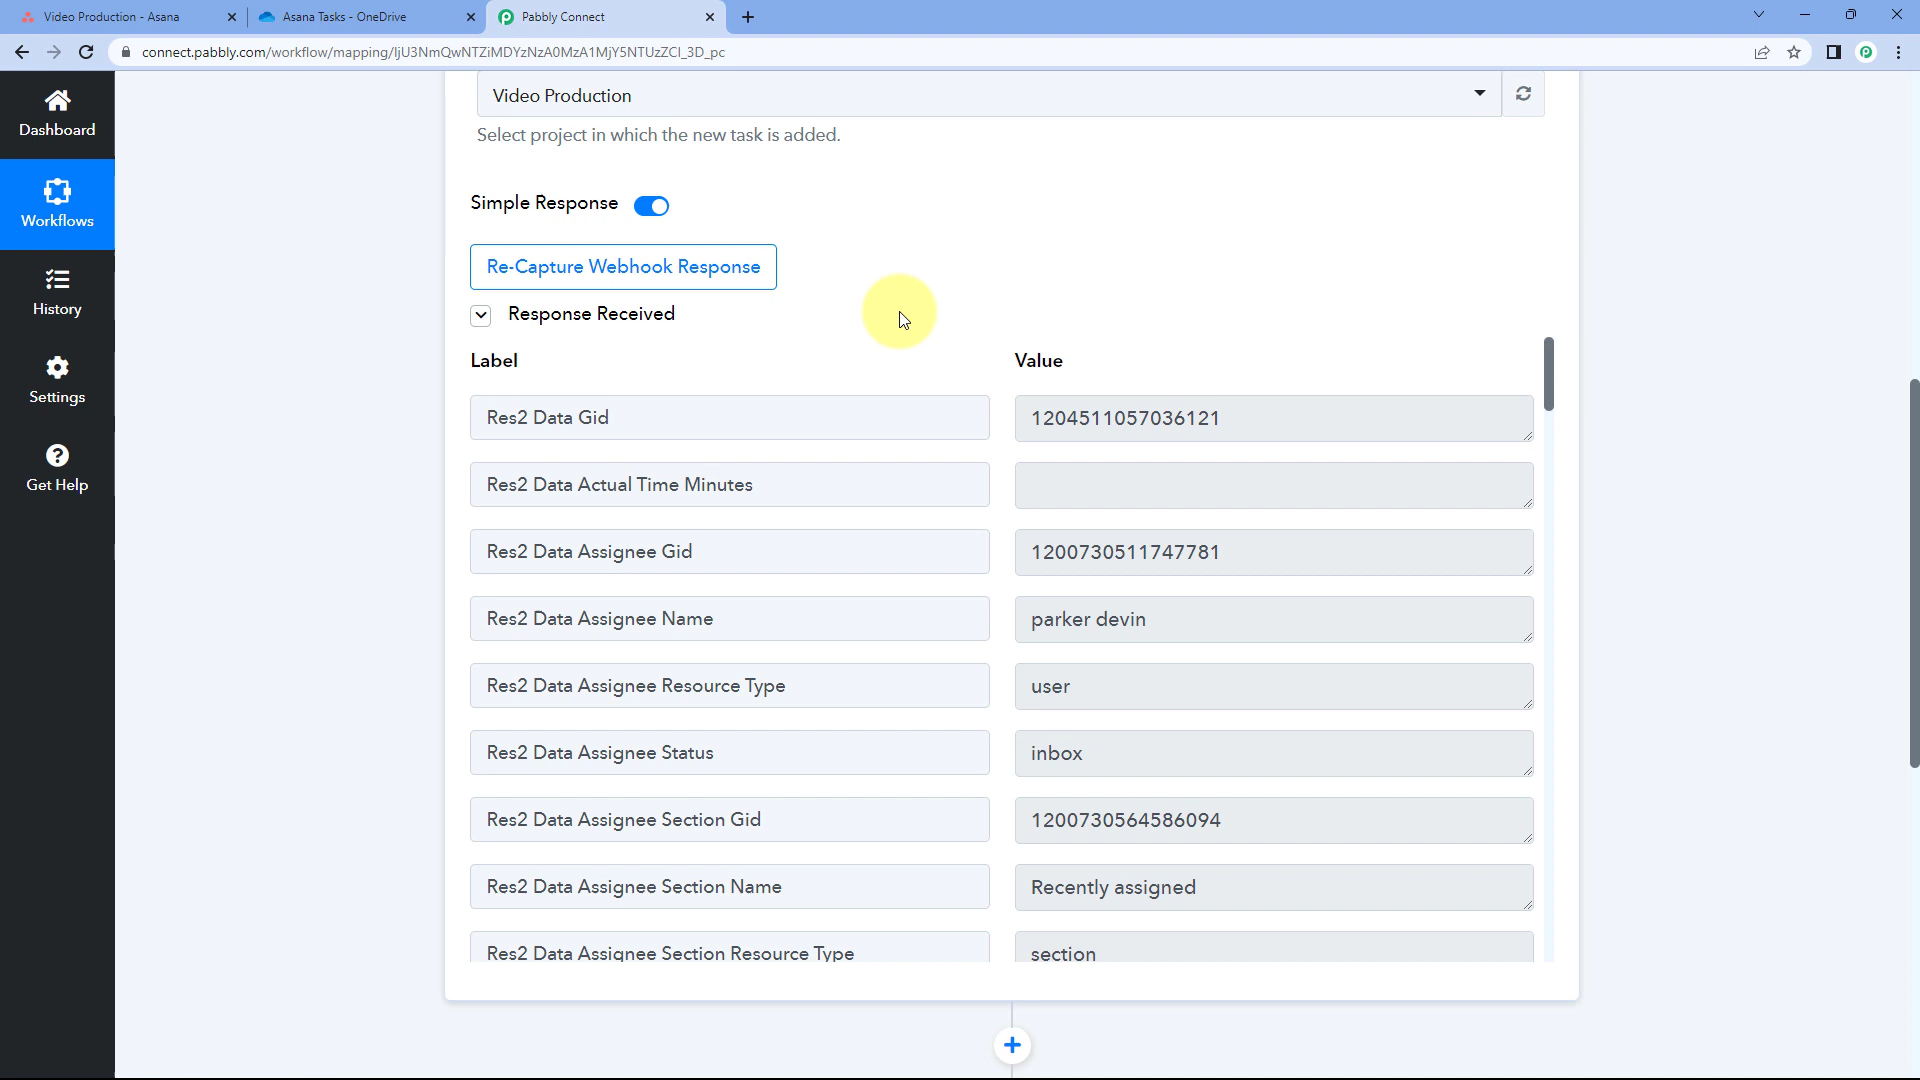 Video Production - Asana
Asana Tasks - OneDrive
Pabbly Connect
connect.pabbly.com/workflow/mapping/IjU3NmQwNTZiMDYzNzA0MzA1MjY5NTUzZCI_3D_pc
Dashboard
Workflows
History
Settings
Get Help
Video Production
Select project in which the new task is added.
Simple Response
Re-Capture Webhook Response
Response Received
Label Value
Res2 Data Gid 1204511057036121
Res2 Data Actual Time Minutes
Res2 Data Assignee Gid 1200730511747781
Res2 Data Assignee Name parker devin
Res2 Data Assignee Resource Type user
Res2 Data Assignee Status inbox
Res2 Data Assignee Section Gid 1200730564586094
Res2 Data Assignee Section Name Recently assigned
Res2 Data Assignee Section Resource Type section